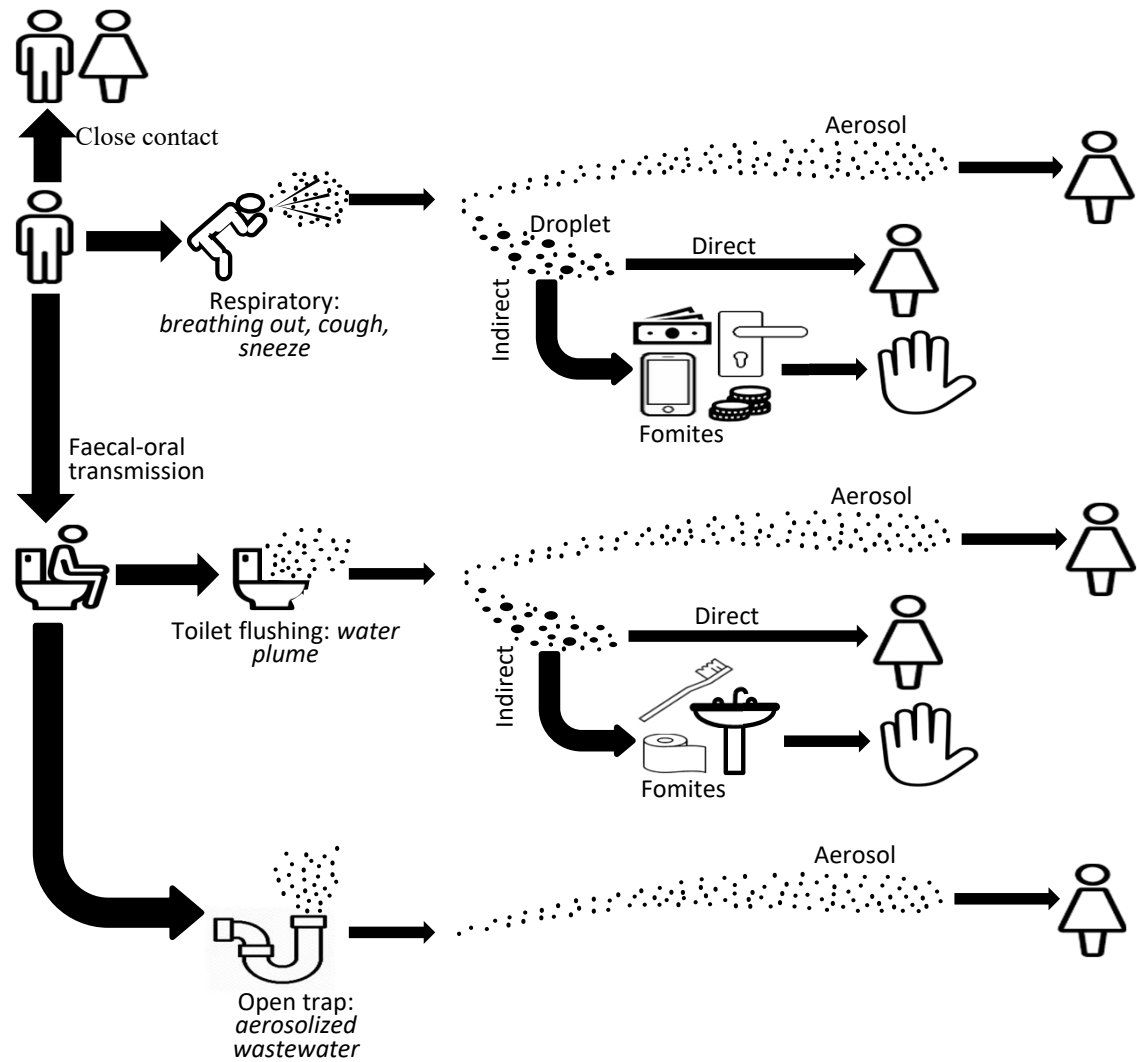 Close contact
Aerosol
Droplet
Direct
Indirect
Respiratory:
breathing out, cough,
sneeze
Fomites
Faecal-oral
transmission
Aerosol
Direct
Indirect
Toilet flushing: water
plume
Fomites
Aerosol
Open trap:
aerosolized
wastewater